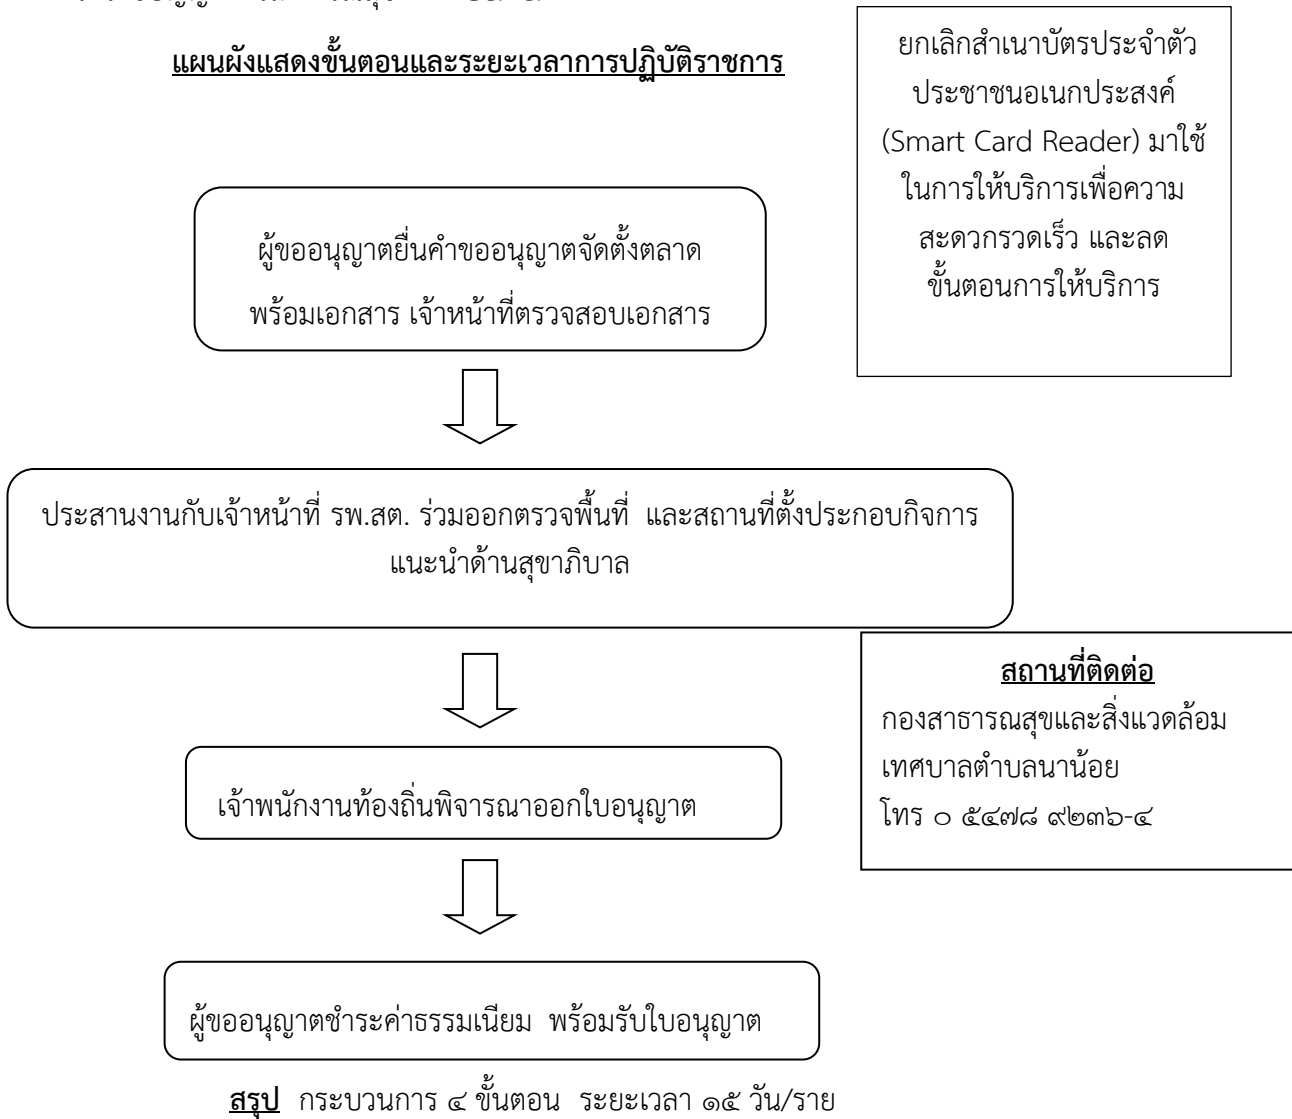 แผนผังแสดงขั้นตอนและระยะเวลาการปฏิบัติราชการ
ยกเลิกสำเนาบัตรประจำตัว
ประชาชนอเนกประสงค์
(Smart Card Reader) มาใช้
ในการให้บริการเพื่อความ
สะดวกรวดเร็ว และลด
ขั้นตอนการให้บริการ
ผู้ขออนุญาตยื่นคำขออนุญาตจัดตั้งตลาด
พร้อมเอกสาร เจ้าหน้าที่ตรวจสอบเอกสาร
ประสานงานกับเจ้าหน้าที่ รพ.สต. ร่วมออกตรวจพื้นที่ และสถานที่ตั้งประกอบกิจการ
แนะนำด้านสุขาภิบาล
สถานที่ติดต่อ
กองสาธารณสุขและสิ่งแวดล้อม
เทศบาลตำบลนาน้อย
โทร ๐ ๕๔๗๘ ๙๒๓๖-๔
เจ้าพนักงานท้องถิ่นพิจารณาออกใบอนุญาต
ผู้ขออนุญาตชำระค่าธรรมเนียม พร้อมรับใบอนุญาต
สรุป กระบวนการ ๔ ขั้นตอน ระยะเวลา ๑๕ วัน/ราย